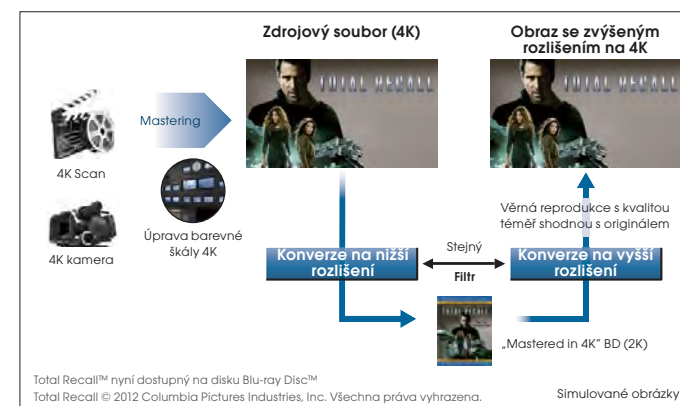 Zdrojový soubor (4K)
Obraz se zvýšeným
rozlišením na 4K
TOTAL RECALL
TOTAL RECALL
Mastering
4K Scan
Úprava barevné
škály 4K
4K kamera
Věrná reprodukce s kvalitou
téměř shodnou s originálem
Konverze na nižší
rozlišení
Stejný
Filtr
Konverze na vyšší
rozlišení
TOTAL RECALL
„Mastered in 4K" BD (2K)
Total Recall™ nyní dostupný na disku Blu-ray Disc™
Total Recall © 2012 Columbia Pictures Industries, Inc. Všechna práva vyhrazena.
Simulované obrázky